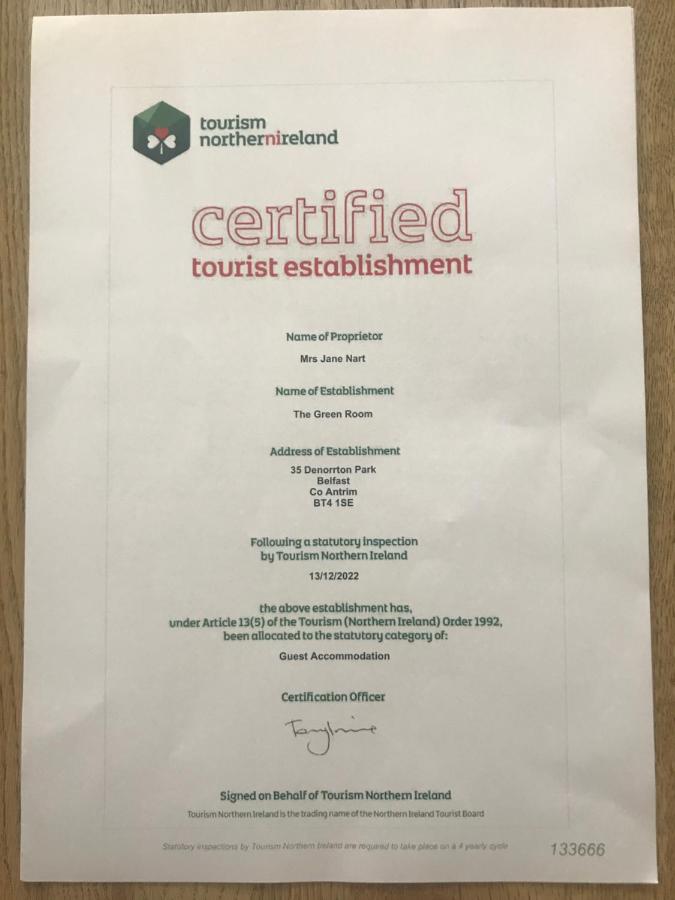 tourism
northernireland
certified
tourist establishment
Name of Proprietor
Mrs Jane Nart
Name of Establishment
The Green Room
Address of Establishment
35 Denorrton Park
Belfast
Co Antrim
BT4 1SE
Following a statutory inspection
by Tourism Northern Ireland
13/12/2022
the above establishment has,
under Article 13(5) of the Tourism (Northern Ireland) Order 1992,
been allocated to the statutory category of:
Guest Accommodation
Certification Officer
Signed on Behalf of Tourism Northern Ireland
Tourism Northern Ireland is the trading name of the Northern Ireland Tourist Board
Statutory inspections by Tourism Northern Ireland are required to take place on a 4 yearly cycle
133666